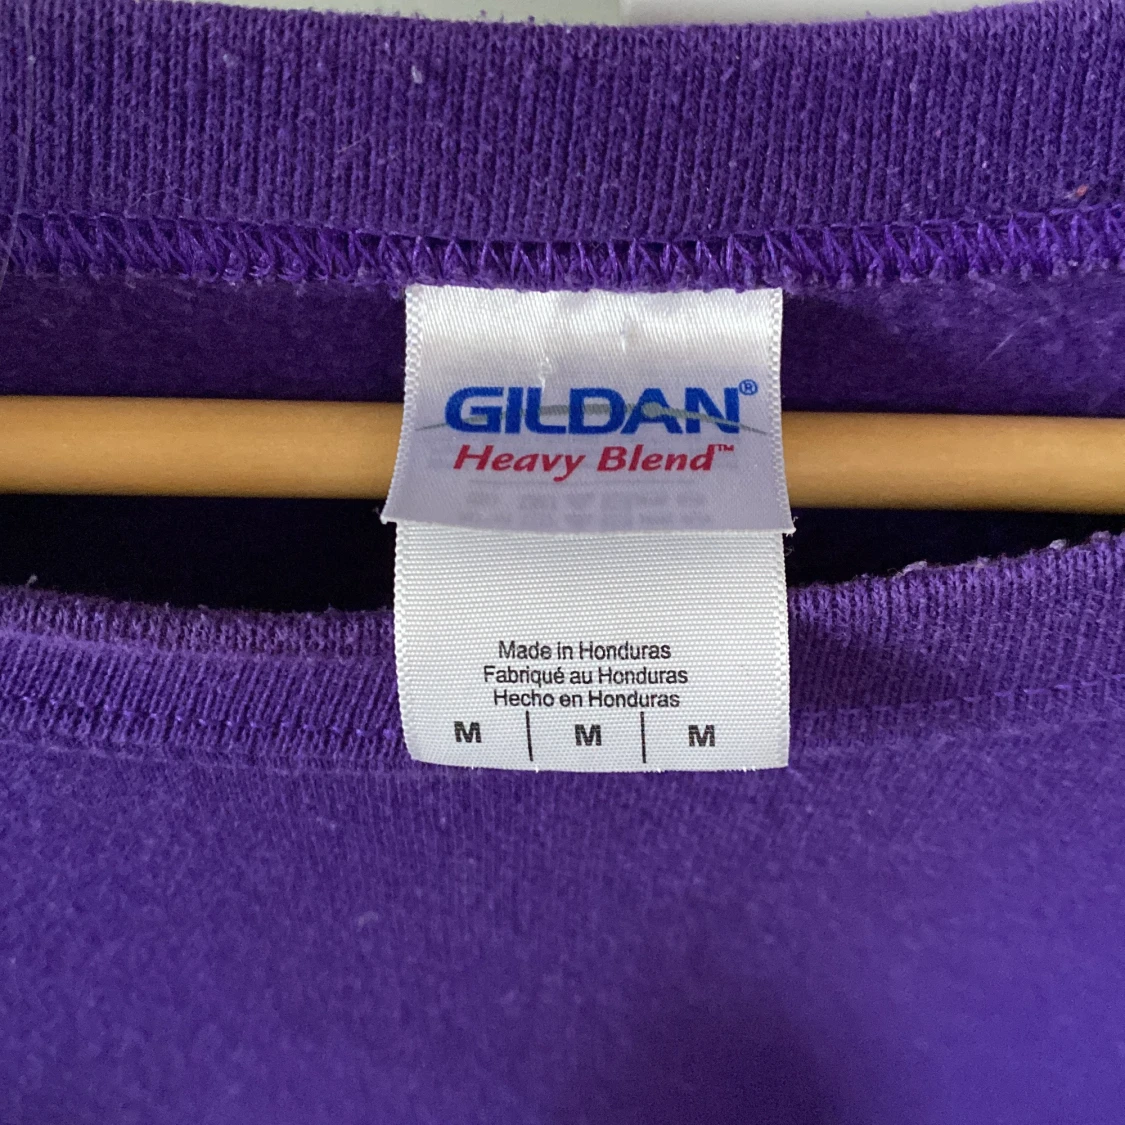 GILDAN®
Heavy Blend™
Made in Honduras
Fabriqué au Honduras
Hecho en Honduras
M | M | M